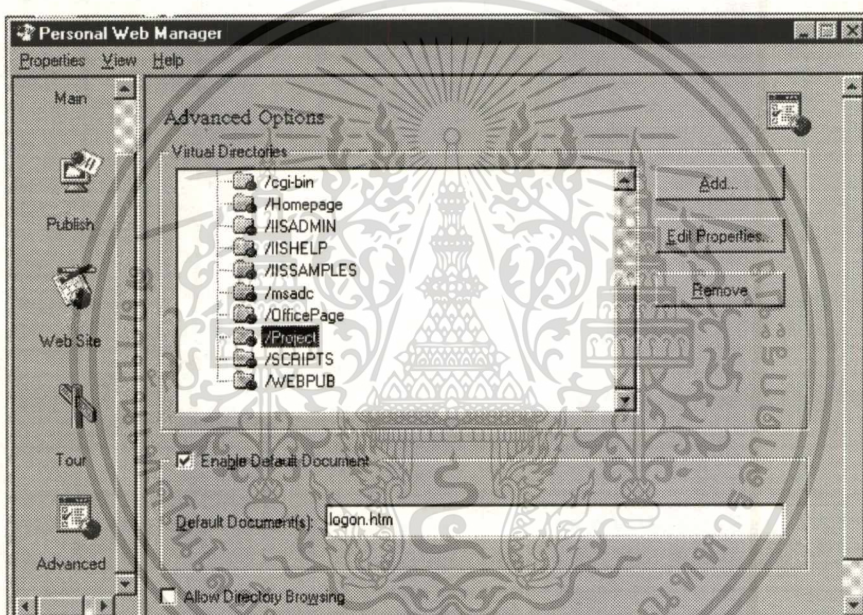 Personal Web Manager
Properties View Help
Main
Publish
Web Site
Tour
Advanced
Advanced Options
Virtual Directories
/cgi-bin
/Homepage
/IISADMIN
/IISHELP
/IISSAMPLES
/msadc
/OfficePage
/Project
/SCRIPTS
/WEBPUB
Add...
Edit Properties...
Remove
Enable Default Document
Default Document(s): logon.htm
Allow Directory Browsing